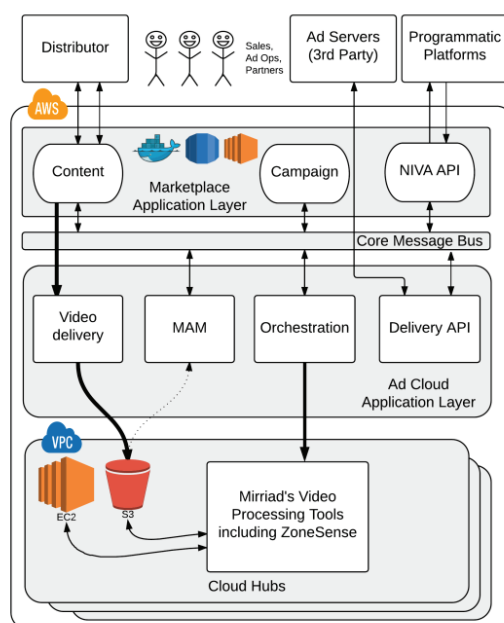 Distributor
Sales,
Ad Ops,
Partners
Ad Servers
(3rd Party)
Programmatic
Platforms
AWS
Content
Marketplace
Application Layer
Campaign
NIVA API
Core Message Bus
Video
delivery
MAM
Orchestration
Delivery API
Ad Cloud
Application Layer
VPC
EC2
S3
Mirriad's Video
Processing Tools
including ZoneSense
Cloud Hubs